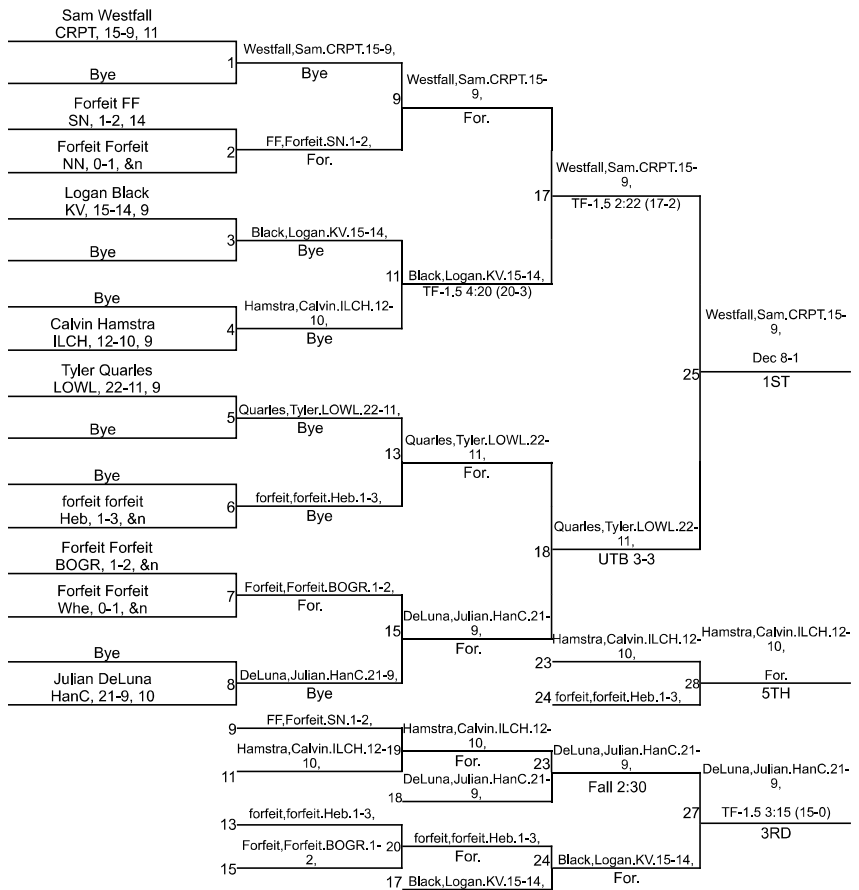 Sam Westfall
CRPT, 15-9, 11
Bye
1
Westfall,Sam.CRPT.15-9,
Bye
Forfeit FF
SN, 1-2, 14
Forfeit Forfeit
NN, 0-1, &n
2
FF,Forfeit.SN.1-2,
For.
9
Westfall,Sam.CRPT.15-
9,
For.
Logan Black
KV, 15-14, 9
Bye
3
Black,Logan.KV.15-14,
Bye
Bye
Calvin Hamstra
ILCH, 12-10, 9
4
Hamstra,Calvin.ILCH.12-
10,
Bye
11
Black,Logan.KV.15-14,
TF-1.5 4:20 (20-3)
17
Westfall,Sam.CRPT.15-
9,
TF-1.5 2:22 (17-2)
Tyler Quarles
LOWL, 22-11, 9
Bye
5
Quarles,Tyler.LOWL.22-11,
Bye
Bye
forfeit forfeit
Heb, 1-3, &n
6
forfeit,forfeit.Heb.1-3,
Bye
13
Quarles,Tyler.LOWL.22-
11,
For.
Forfeit Forfeit
BOGR, 1-2, &n
Forfeit Forfeit
Whe, 0-1, &n
7
Forfeit,Forfeit.BOGR.1-2,
For.
Bye
Julian DeLuna
HanC, 21-9, 10
8
DeLuna,Julian.HanC.21-9,
Bye
15
DeLuna,Julian.HanC.21-
9,
For.
18
Quarles,Tyler.LOWL.22-
11,
UTB 3-3
25
Westfall,Sam.CRPT.15-
9,
Dec 8-1
1ST
23
Hamstra,Calvin.ILCH.12-
10,
24
forfeit,forfeit.Heb.1-3,
28
Hamstra,Calvin.ILCH.12-
10,
For.
5TH
9
FF,Forfeit.SN.1-2,
11
Hamstra,Calvin.ILCH.12-
10,
19
Hamstra,Calvin.ILCH.12-
10,
For.
18
DeLuna,Julian.HanC.21-
9,
23
DeLuna,Julian.HanC.21-
9,
Fall 2:30
13
forfeit,forfeit.Heb.1-3,
15
Forfeit,Forfeit.BOGR.1-
2,
20
forfeit,forfeit.Heb.1-3,
For.
17
Black,Logan.KV.15-14,
24
Black,Logan.KV.15-14,
For.
27
DeLuna,Julian.HanC.21-
9,
TF-1.5 3:15 (15-0)
3RD